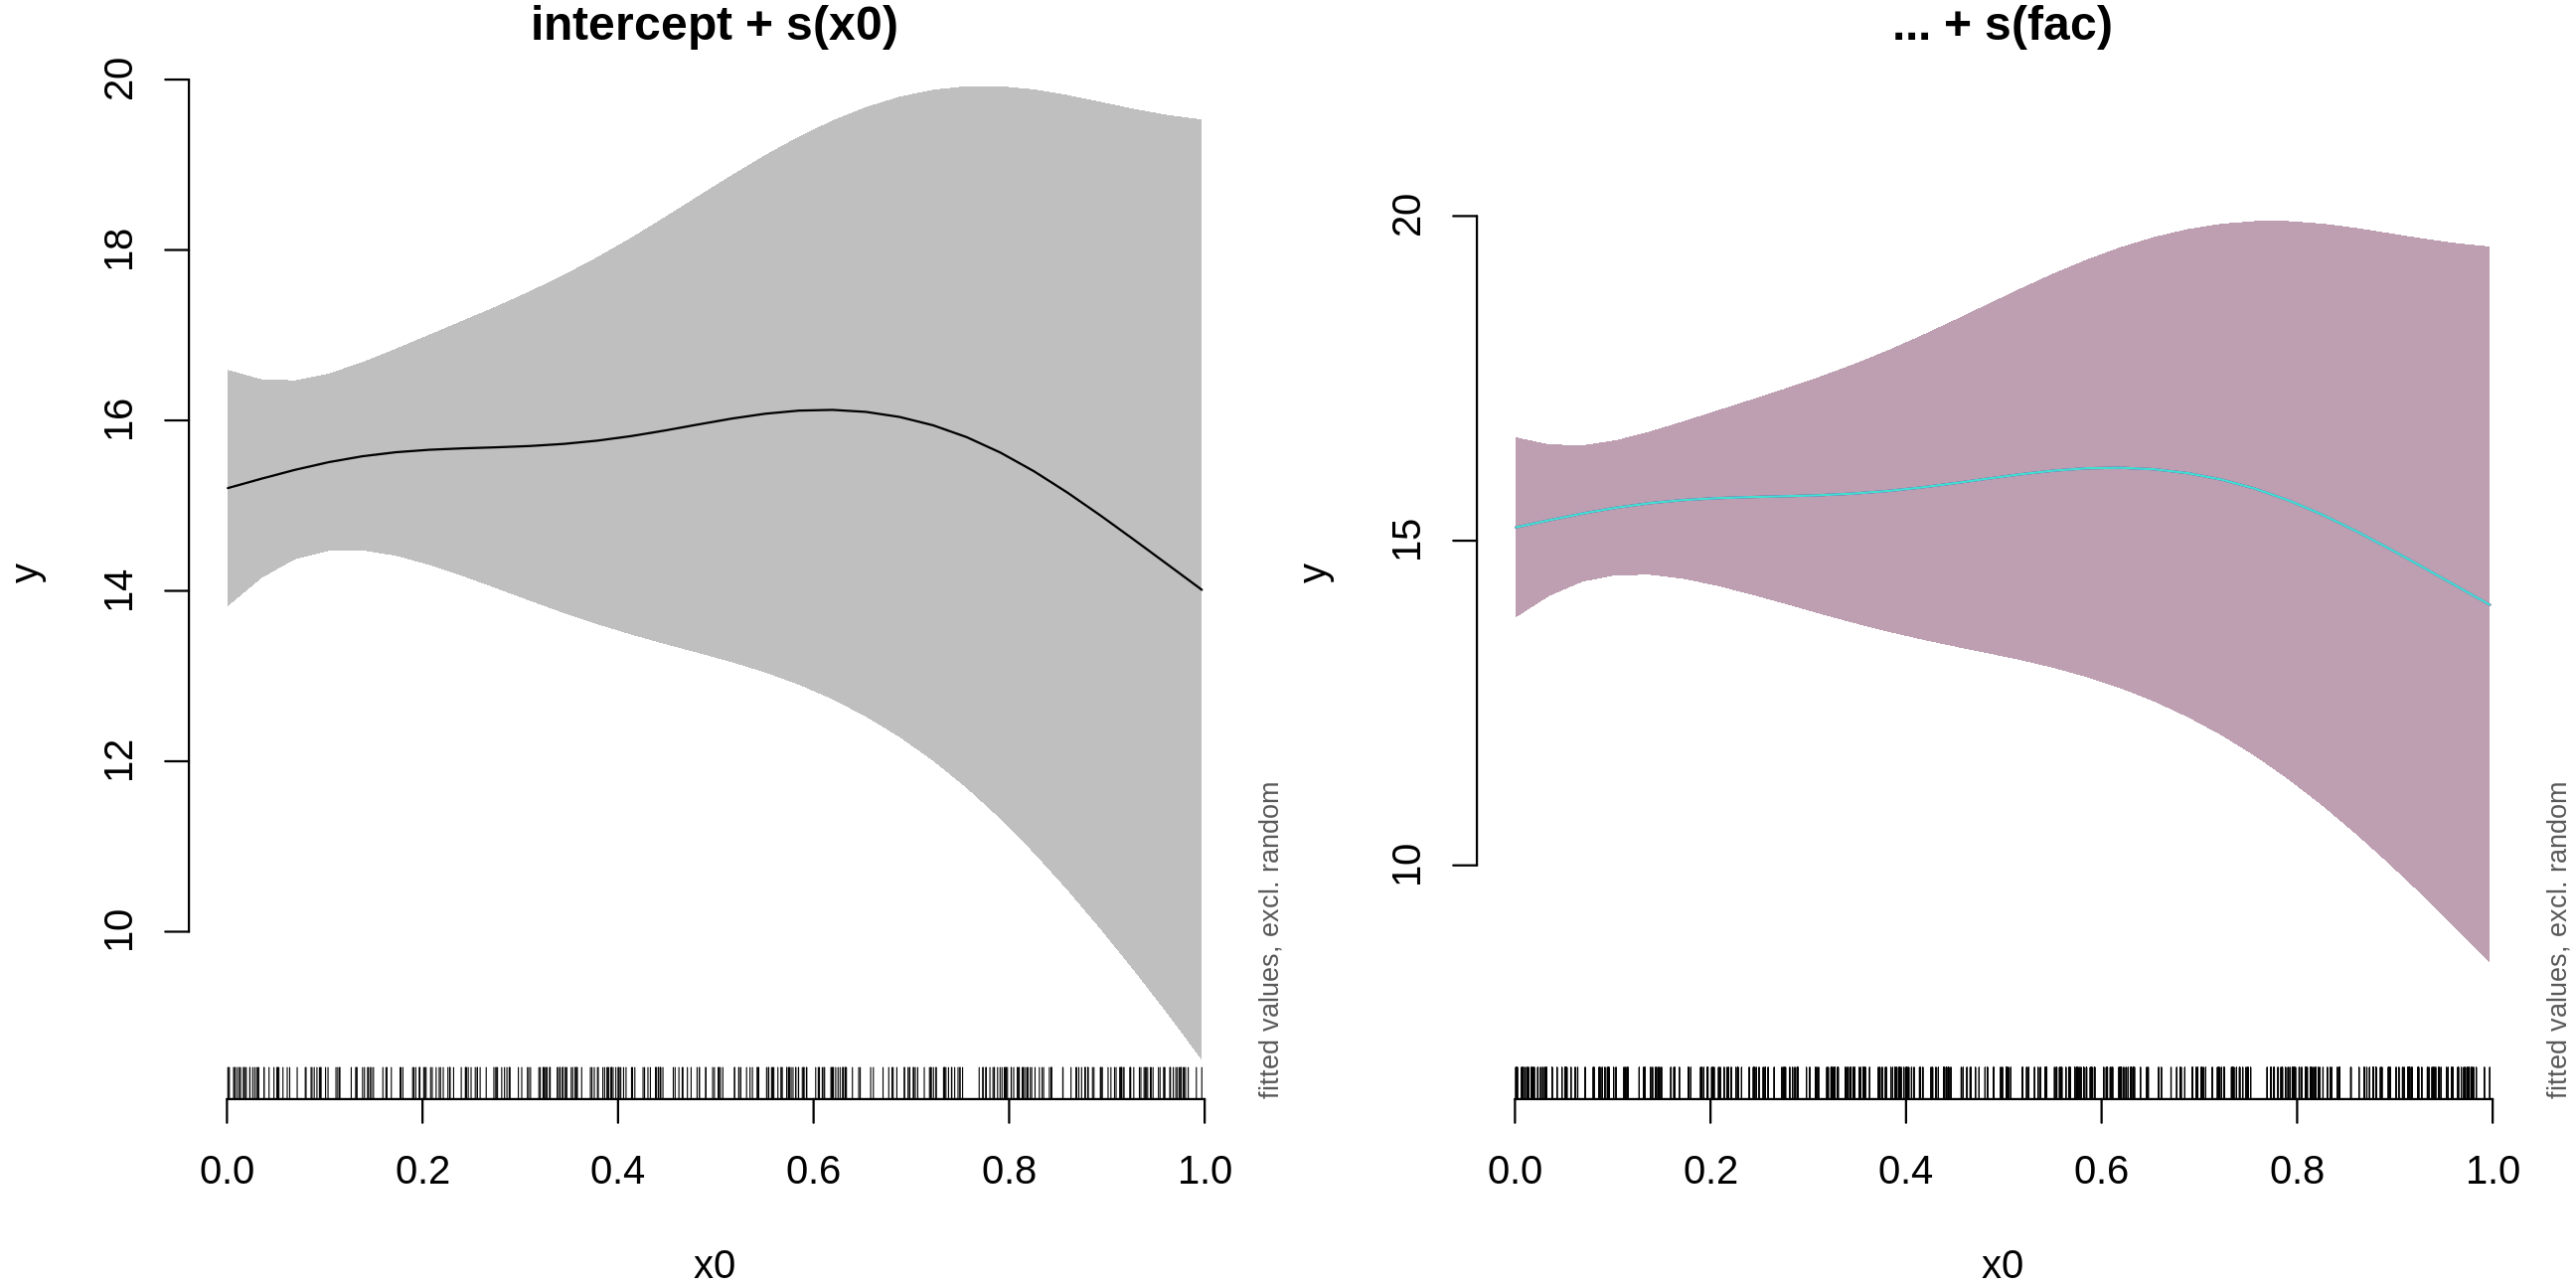 intercept + s(x0)
20
18
16
14
12
10
y
0.0 0.2 0.4 0.6 0.8 1.0
x0
fitted values, excl. random
... + s(fac)
20
15
10
y
0.0 0.2 0.4 0.6 0.8 1.0
x0
fitted values, excl. random